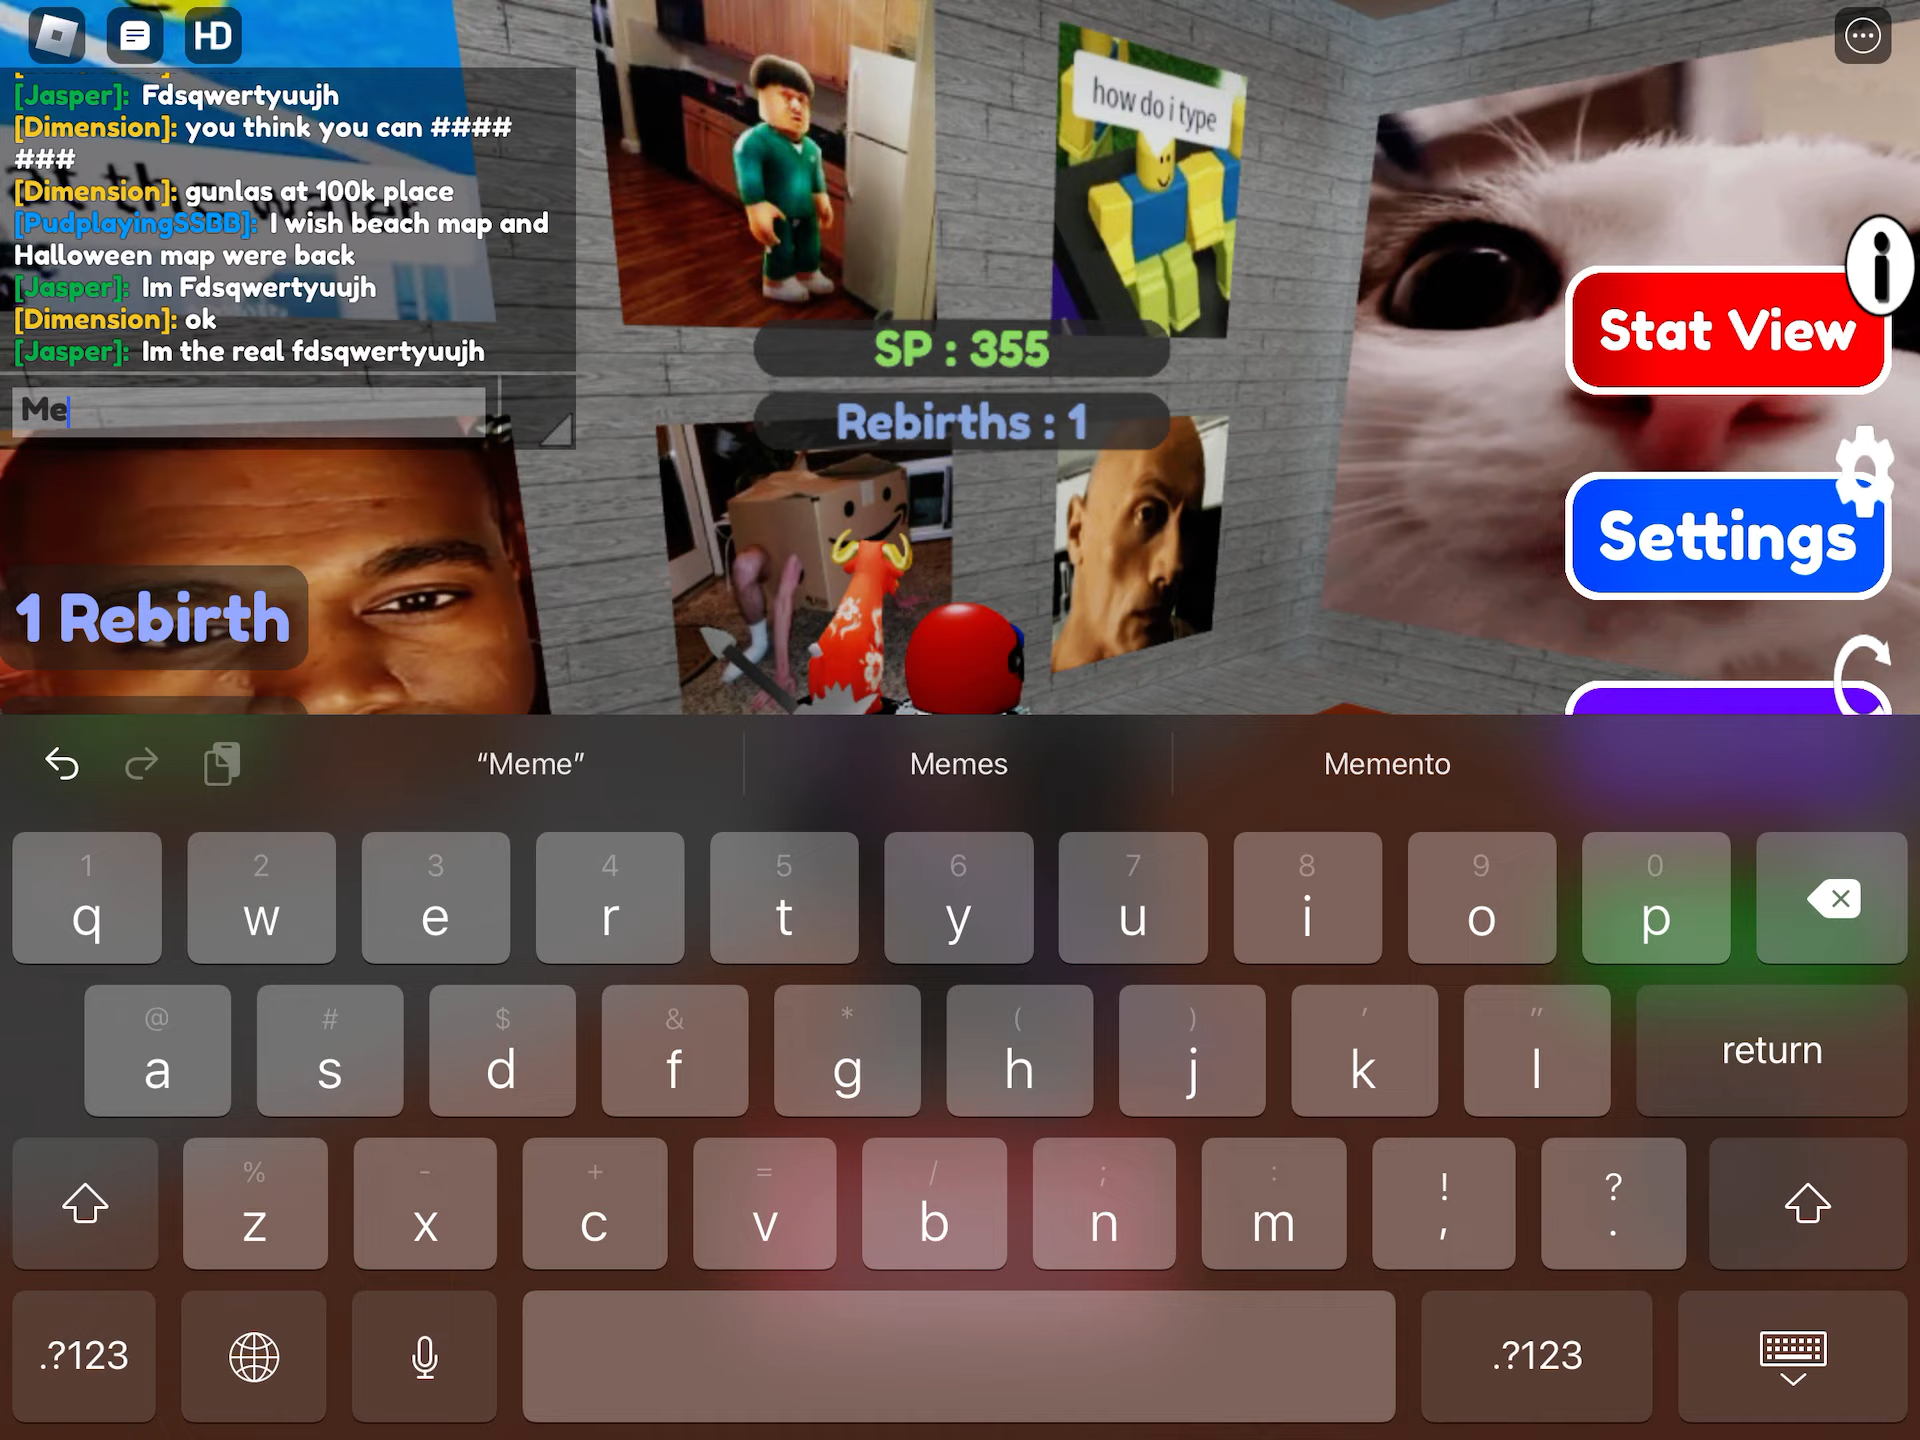 HD
[Jasper]: Fdsqwertyuujh
[Dimension]: you think you can ####
###
[Dimension]: gunlas at 100k place
[PudplayingSSBB]: I wish beach map and
Halloween map were back
[Jasper]: Im Fdsqwertyuujh
[Dimension]: ok
[Jasper]: Im the real fdsqwertyuujh
Me
how do i type
SP : 355
Rebirths : 1
1 Rebirth
Stat View
Settings
“Meme” Memes Memento
1 2 3 4 5 6 7 8 9 0
q w e r t y u i o p
@ # $ & * ( ) ' "
a s d f g h j k l return
% - + = / ; : ! ?
z x c v b n m , .
.?123 .?123